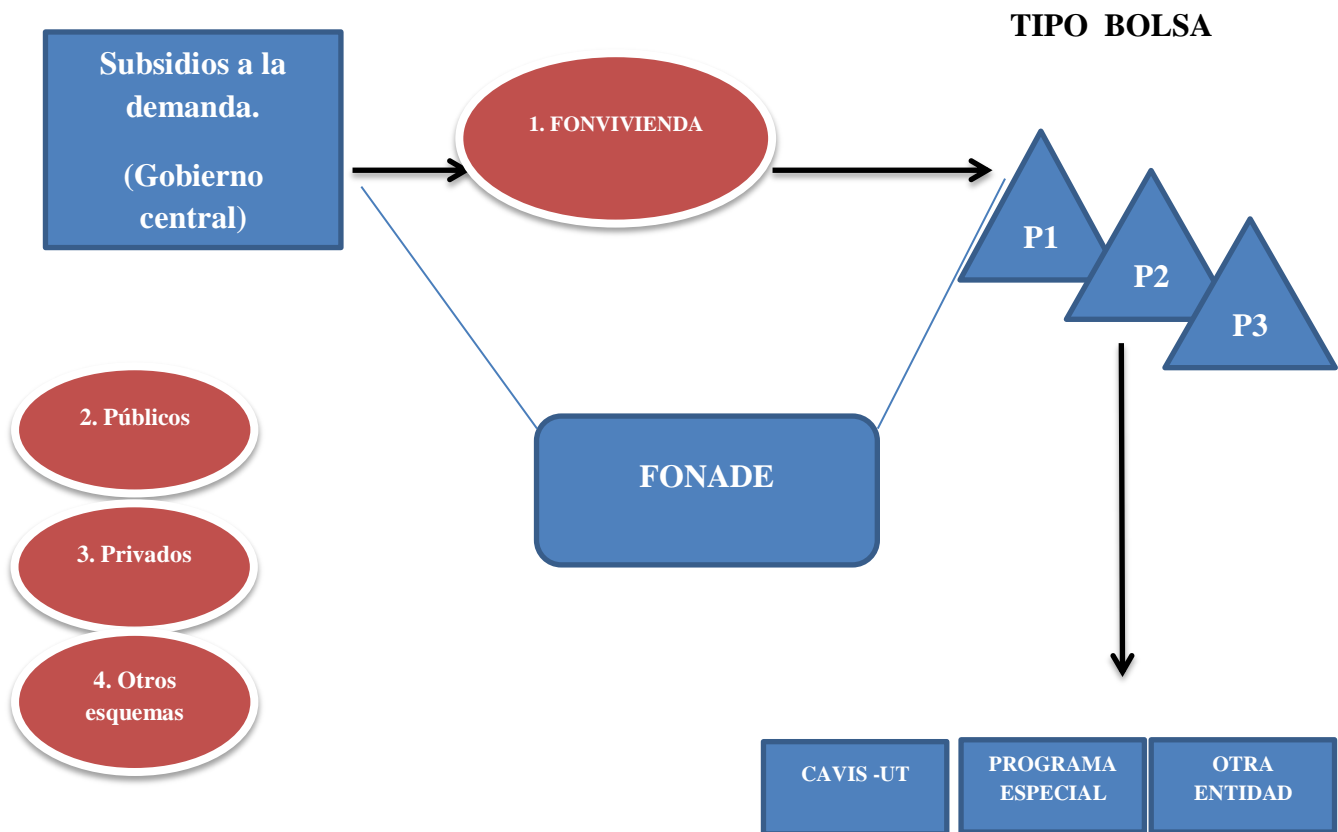 TIPO BOLSA
Subsidios a la
demanda.
(Gobierno
central)
1. FONVIVIENDA
P1
P2
P3
2. Públicos
FONADE
3. Privados
4. Otros
esquemas
CAVIS -UT
PROGRAMA
ESPECIAL
OTRA
ENTIDAD